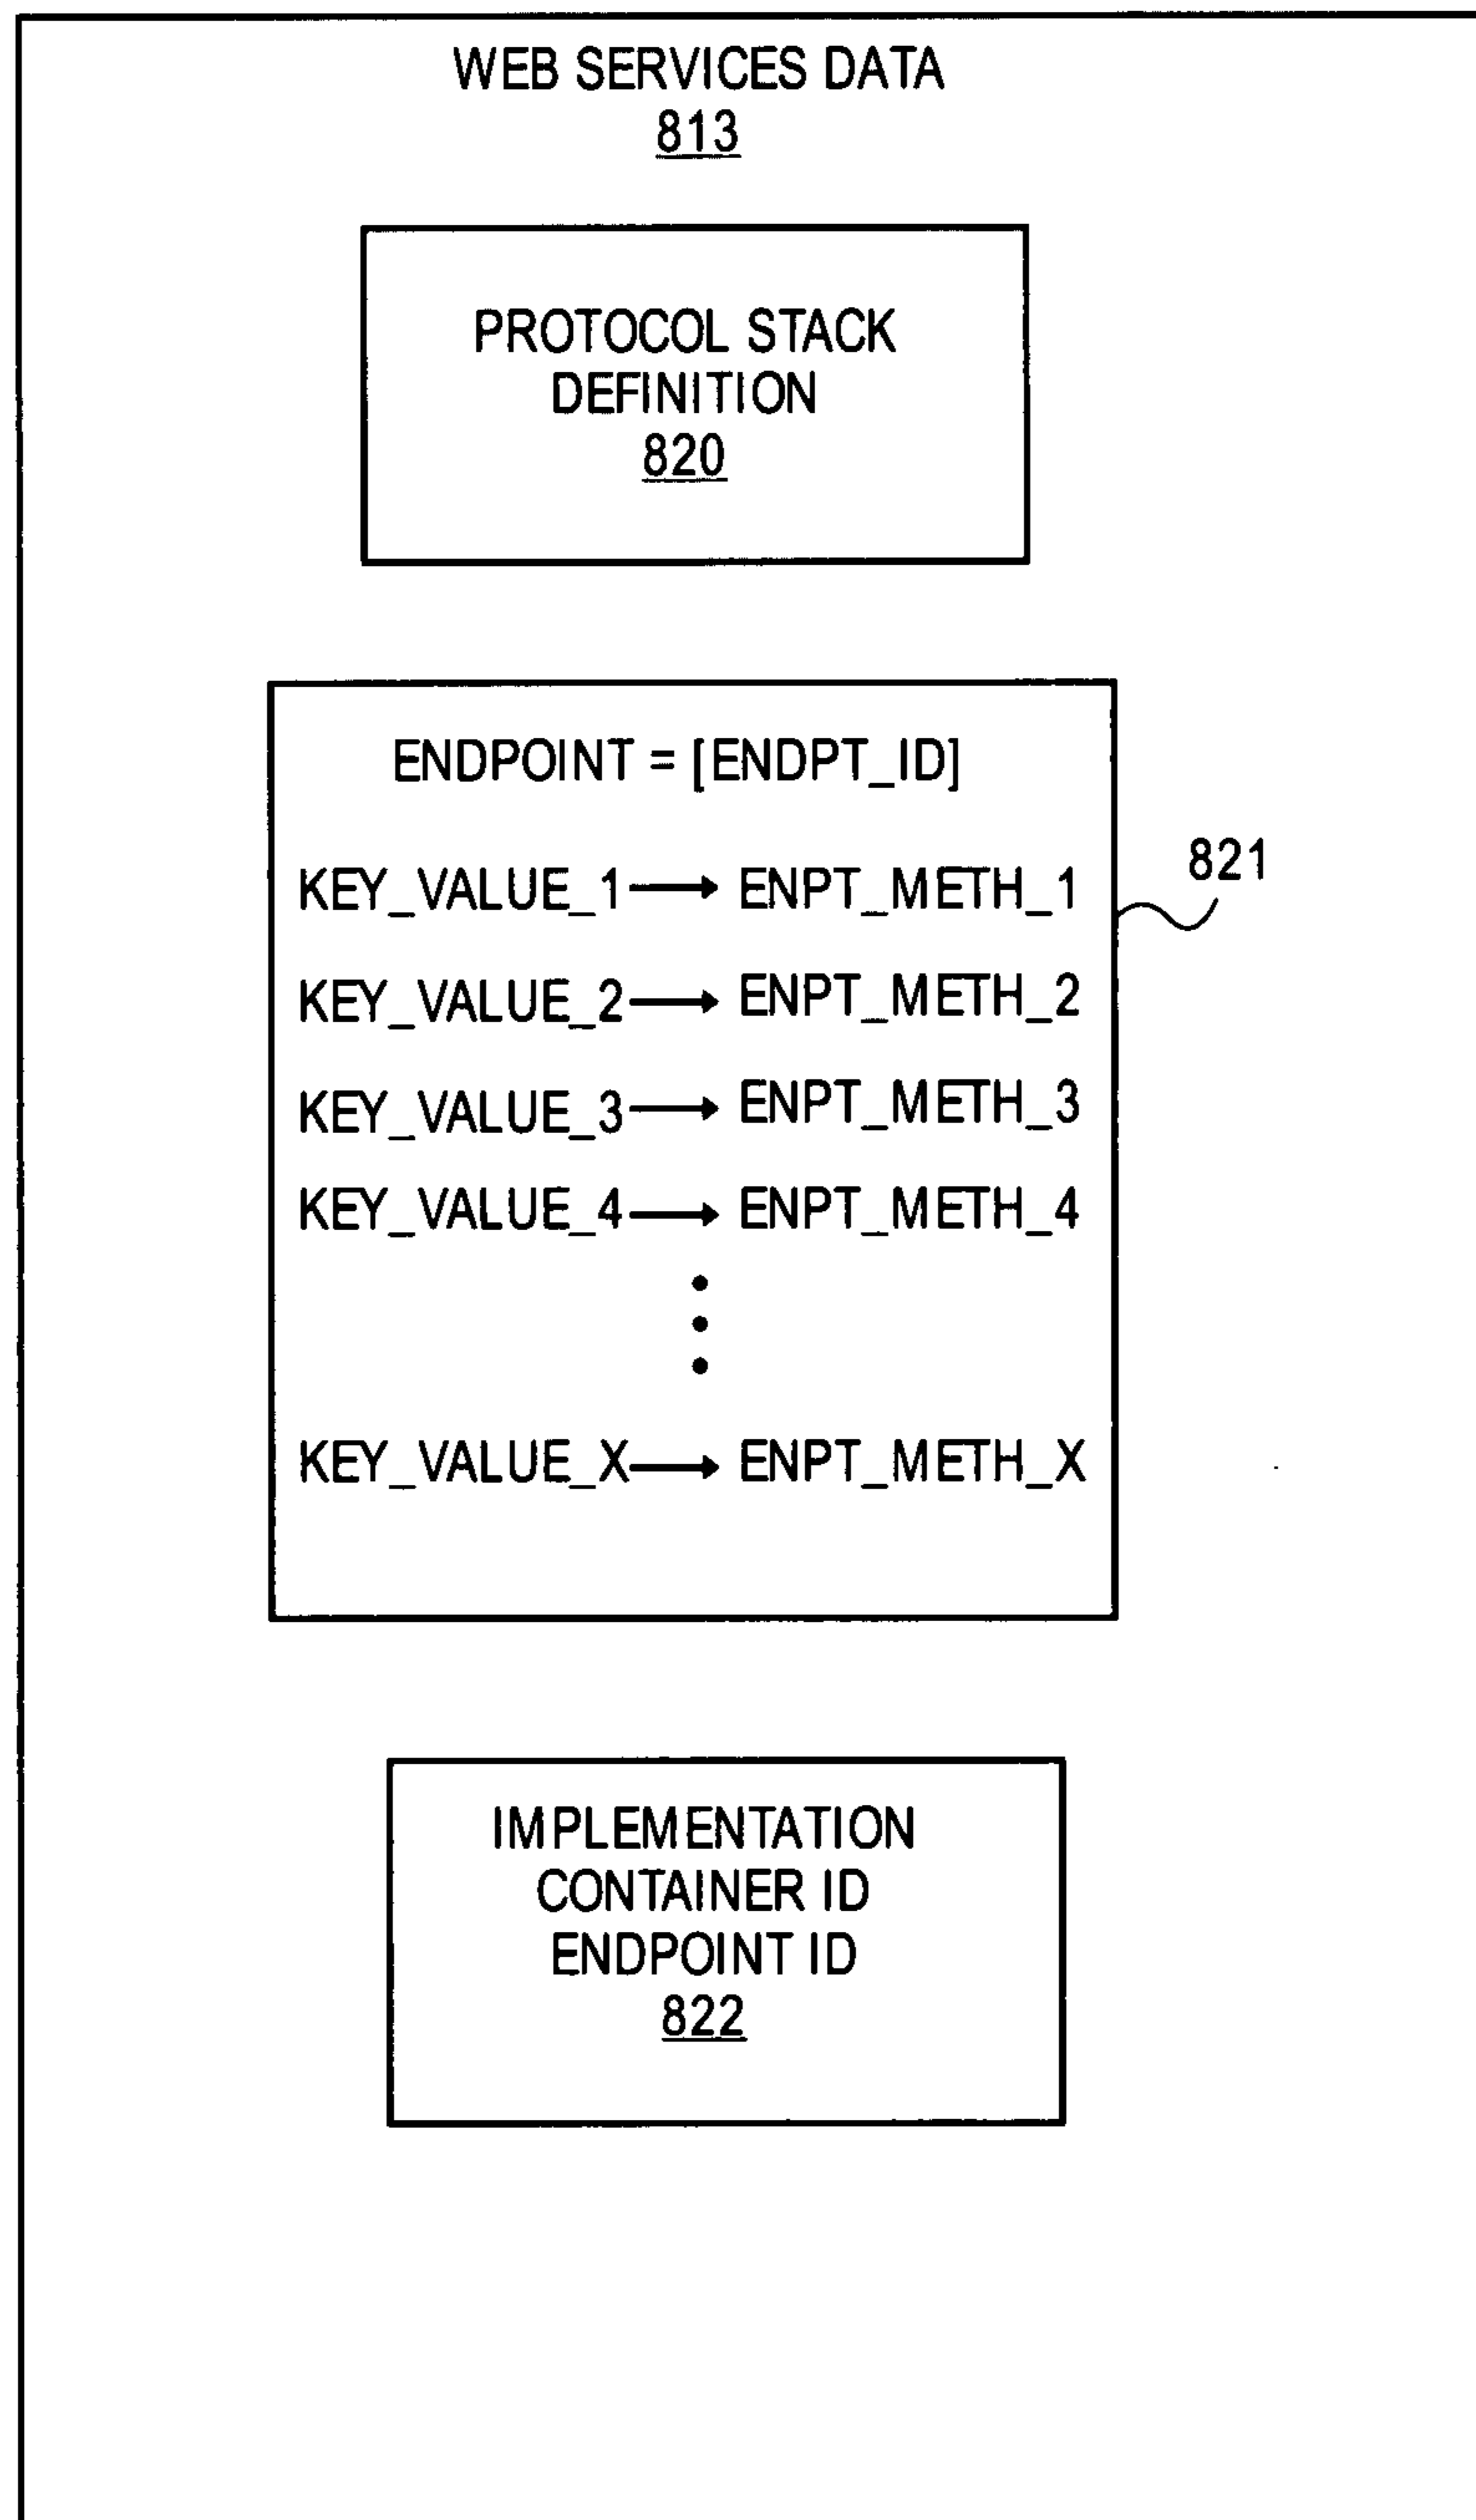 WEB SERVICES DATA
813
PROTOCOL STACK
DEFINITION
820
ENDPOINT = [ENDPT_ID]
821
KEY_VALUE_1 → ENPT_METH_1
KEY_VALUE_2 → ENPT_METH_2
KEY_VALUE_3 → ENPT_METH_3
KEY_VALUE_4 → ENPT_METH_4
KEY_VALUE_X → ENPT_METH_X
IMPLEMENTATION
CONTAINER ID
ENDPOINT ID
822